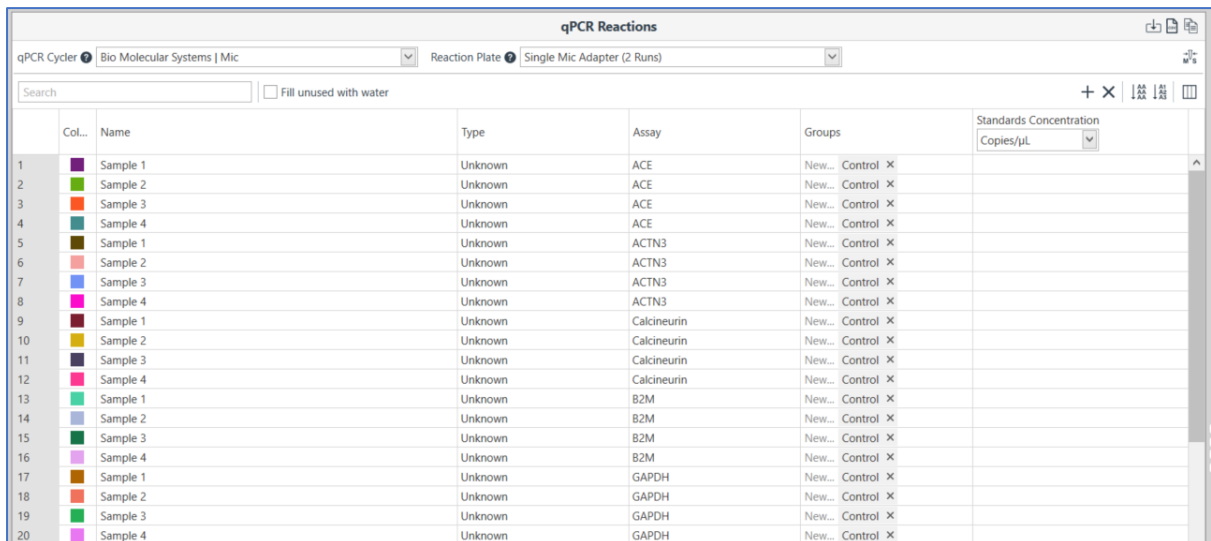 qPCR Reactions
qPCR Cycler ? Bio Molecular Systems | Mic Reaction Plate ? Single Mic Adapter (2 Runs)
Search Fill unused with water
Col... Name Type Assay Groups Standards Concentration
Copies/µL
1 Sample 1 Unknown ACE New... Control ×
2 Sample 2 Unknown ACE New... Control ×
3 Sample 3 Unknown ACE New... Control ×
4 Sample 4 Unknown ACE New... Control ×
5 Sample 1 Unknown ACTN3 New... Control ×
6 Sample 2 Unknown ACTN3 New... Control ×
7 Sample 3 Unknown ACTN3 New... Control ×
8 Sample 4 Unknown ACTN3 New... Control ×
9 Sample 1 Unknown Calcineurin New... Control ×
10 Sample 2 Unknown Calcineurin New... Control ×
11 Sample 3 Unknown Calcineurin New... Control ×
12 Sample 4 Unknown Calcineurin New... Control ×
13 Sample 1 Unknown B2M New... Control ×
14 Sample 2 Unknown B2M New... Control ×
15 Sample 3 Unknown B2M New... Control ×
16 Sample 4 Unknown B2M New... Control ×
17 Sample 1 Unknown GAPDH New... Control ×
18 Sample 2 Unknown GAPDH New... Control ×
19 Sample 3 Unknown GAPDH New... Control ×
20 Sample 4 Unknown GAPDH New... Control ×